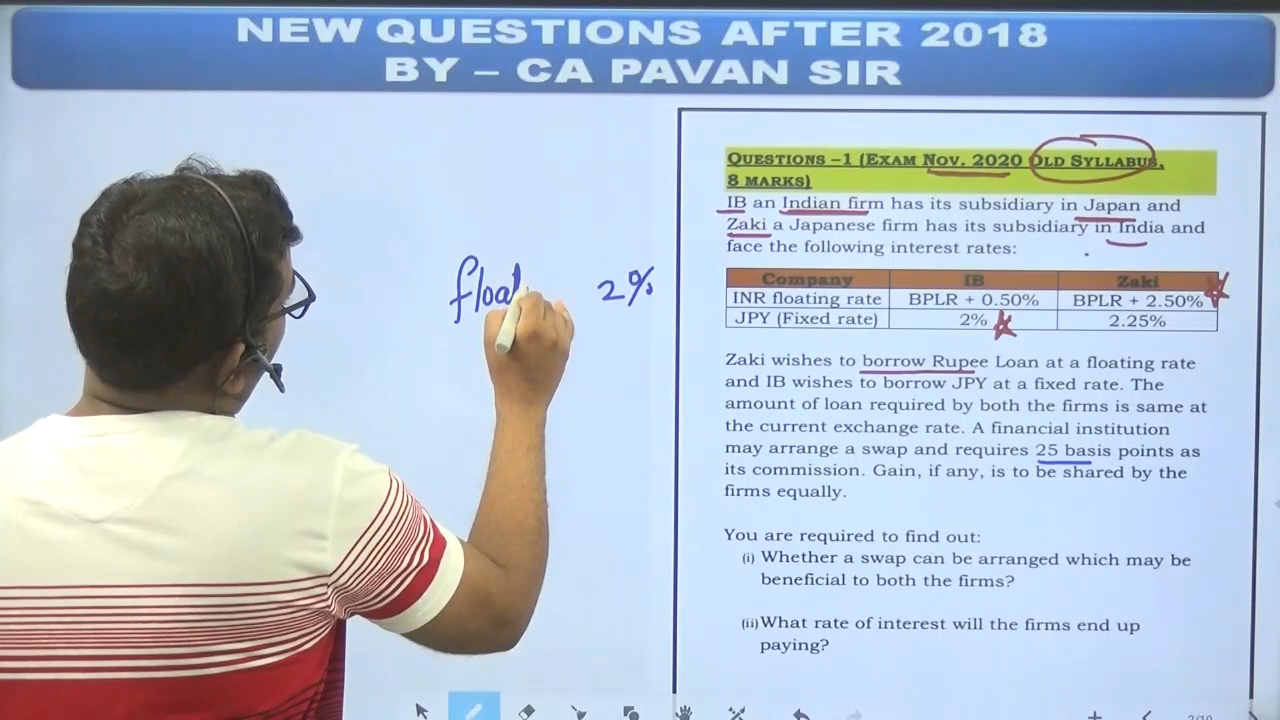 NEW QUESTIONS AFTER 2018
BY – CA PAVAN SIR
QUESTIONS –1 (EXAM NOV. 2020 OLD SYLLABUS,
8 MARKS)
IB an Indian firm has its subsidiary in Japan and
Zaki a Japanese firm has its subsidiary in India and
face the following interest rates:
Company IB Zaki
INR floating rate BPLR + 0.50% BPLR + 2.50%
JPY (Fixed rate) 2% 2.25%
Zaki wishes to borrow Rupee Loan at a floating rate
and IB wishes to borrow JPY at a fixed rate. The
amount of loan required by both the firms is same at
the current exchange rate. A financial institution
may arrange a swap and requires 25 basis points as
its commission. Gain, if any, is to be shared by the
firms equally.
You are required to find out:
(i) Whether a swap can be arranged which may be
beneficial to both the firms?
(ii) What rate of interest will the firms end up
paying?
2%